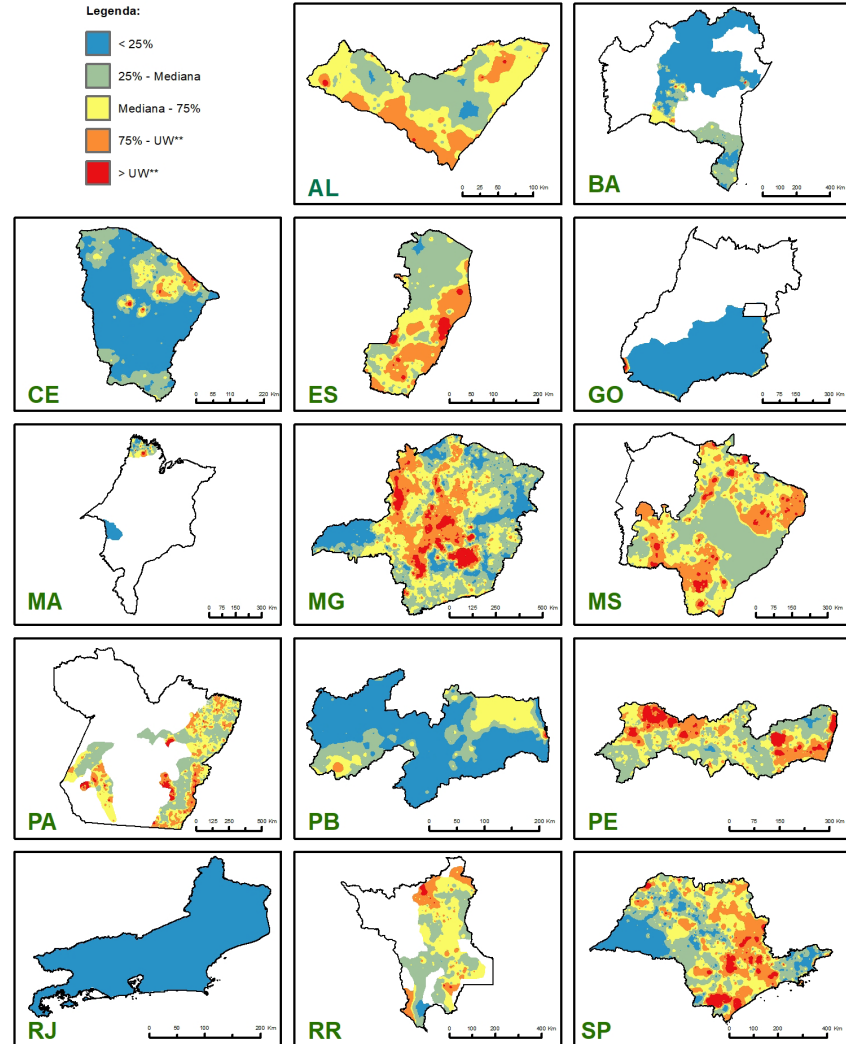 Legenda:
< 25%
25% - Mediana
Mediana - 75%
75% - UW**
> UW**
AL
0 25 50 100 Km
BA
0 100 200 400 Km
CE
0 55 110 220 Km
ES
0 50 100 200 Km
GO
0 75 150 300 Km
MA
0 75 150 300 Km
MG
0 125 250 500 Km
MS
0 75 150 300 Km
PA
0 125 250 500 Km
PB
0 50 100 200 Km
PE
0 75 150 300 Km
RJ
0 50 100 200 Km
RR
0 100 200 400 Km
SP
0 100 200 400 Km